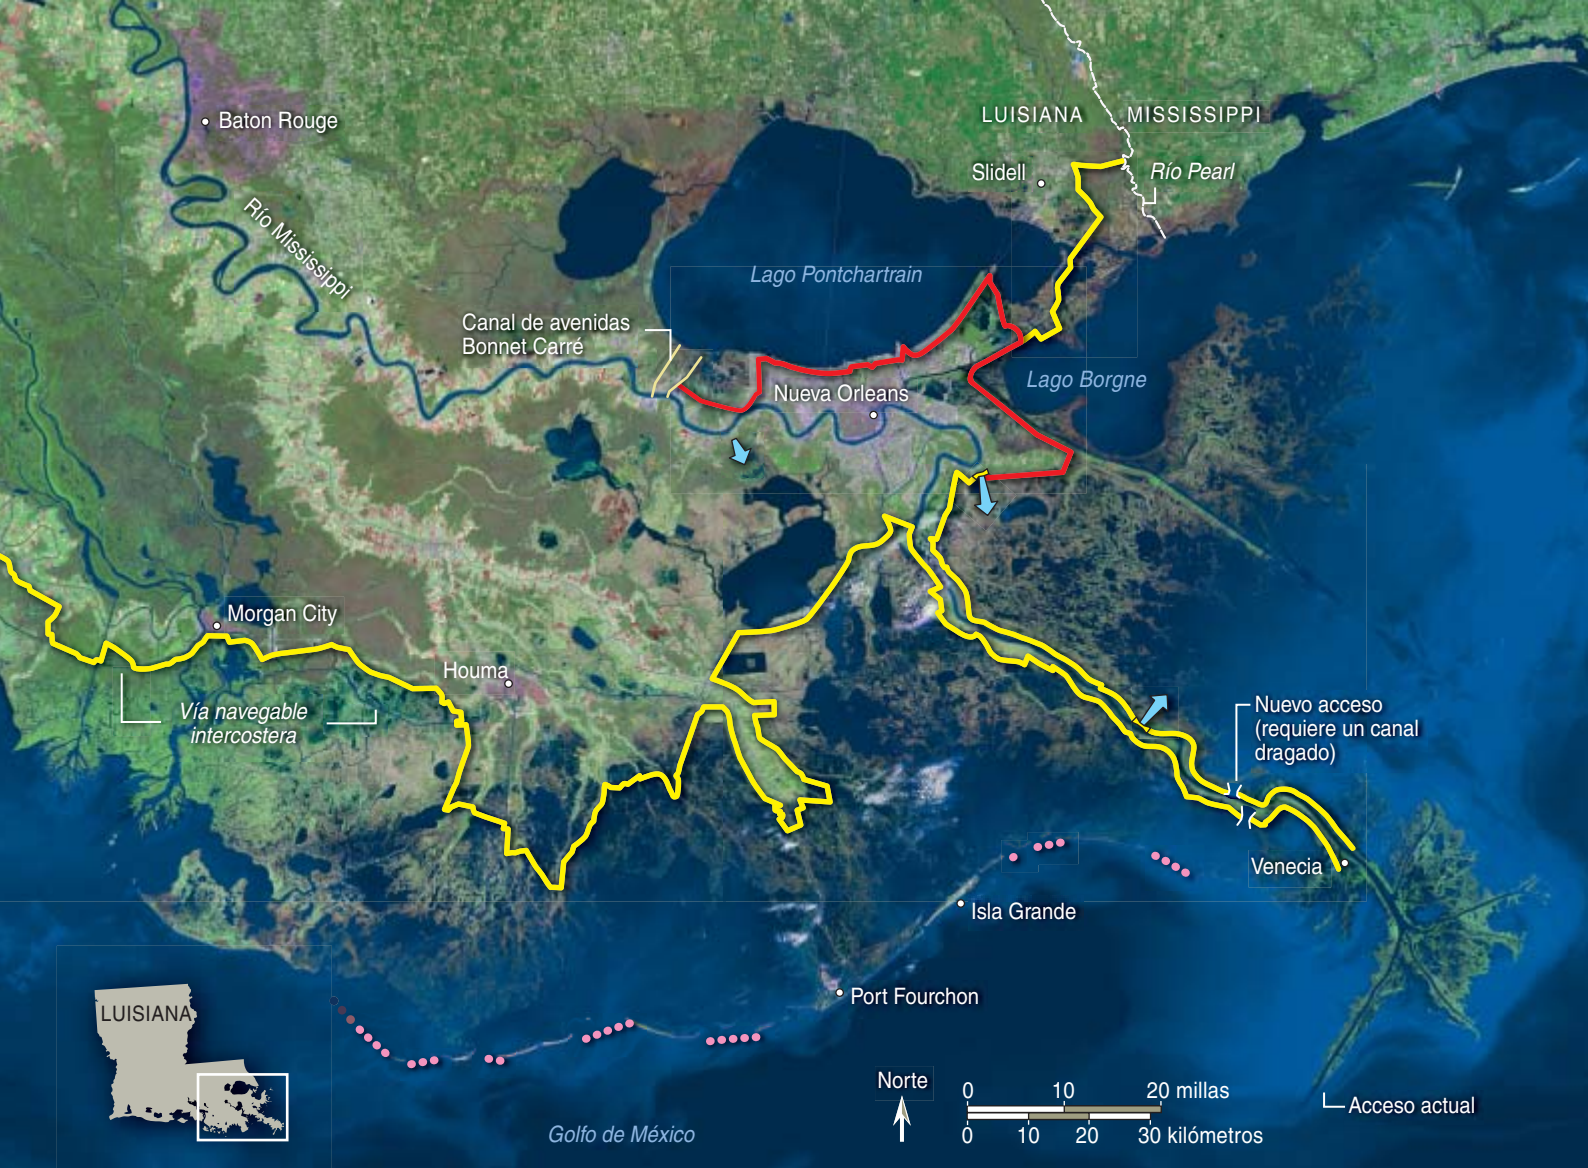 Baton Rouge
LUISIANA
MISSISSIPPI
Slidell
Río Pearl
Río Mississippi
Lago Pontchartrain
Canal de avenidas
Bonnet Carré
Lago Borgne
Nueva Orleans
Morgan City
Houma
Vía navegable
intercostera
Nuevo acceso
(requiere un canal
dragado)
Venecia
Isla Grande
Port Fourchon
LUISIANA
Norte
0 10 20 millas
0 10 20 30 kilómetros
Acceso actual
Golfo de México